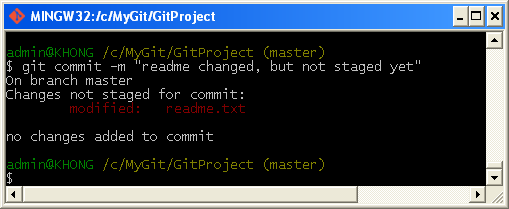 MINGW32:/c/MyGit/GitProject
admin@KHONG /c/MyGit/GitProject (master)
$ git commit -m "readme changed, but not staged yet"
On branch master
Changes not staged for commit:
        modified:   readme.txt
no changes added to commit
admin@KHONG /c/MyGit/GitProject (master)
$